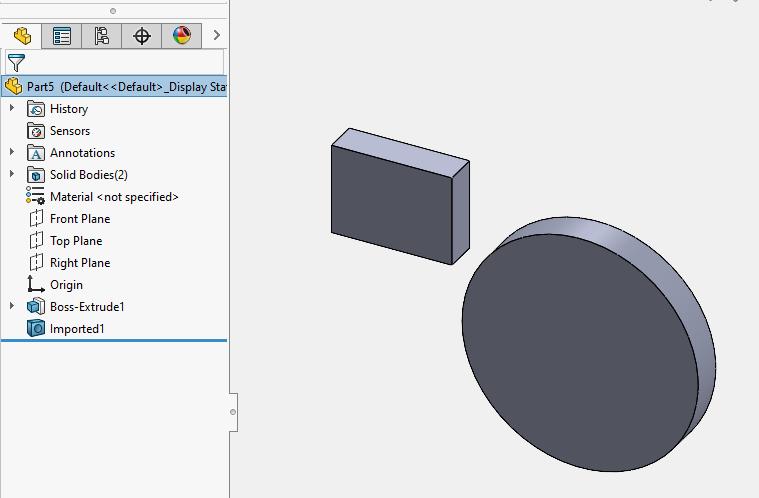 Part5 (Default<<Default>_Display Sta
History
Sensors
Annotations
Solid Bodies(2)
Material <not specified>
Front Plane
Top Plane
Right Plane
Origin
Boss-Extrude1
Imported1